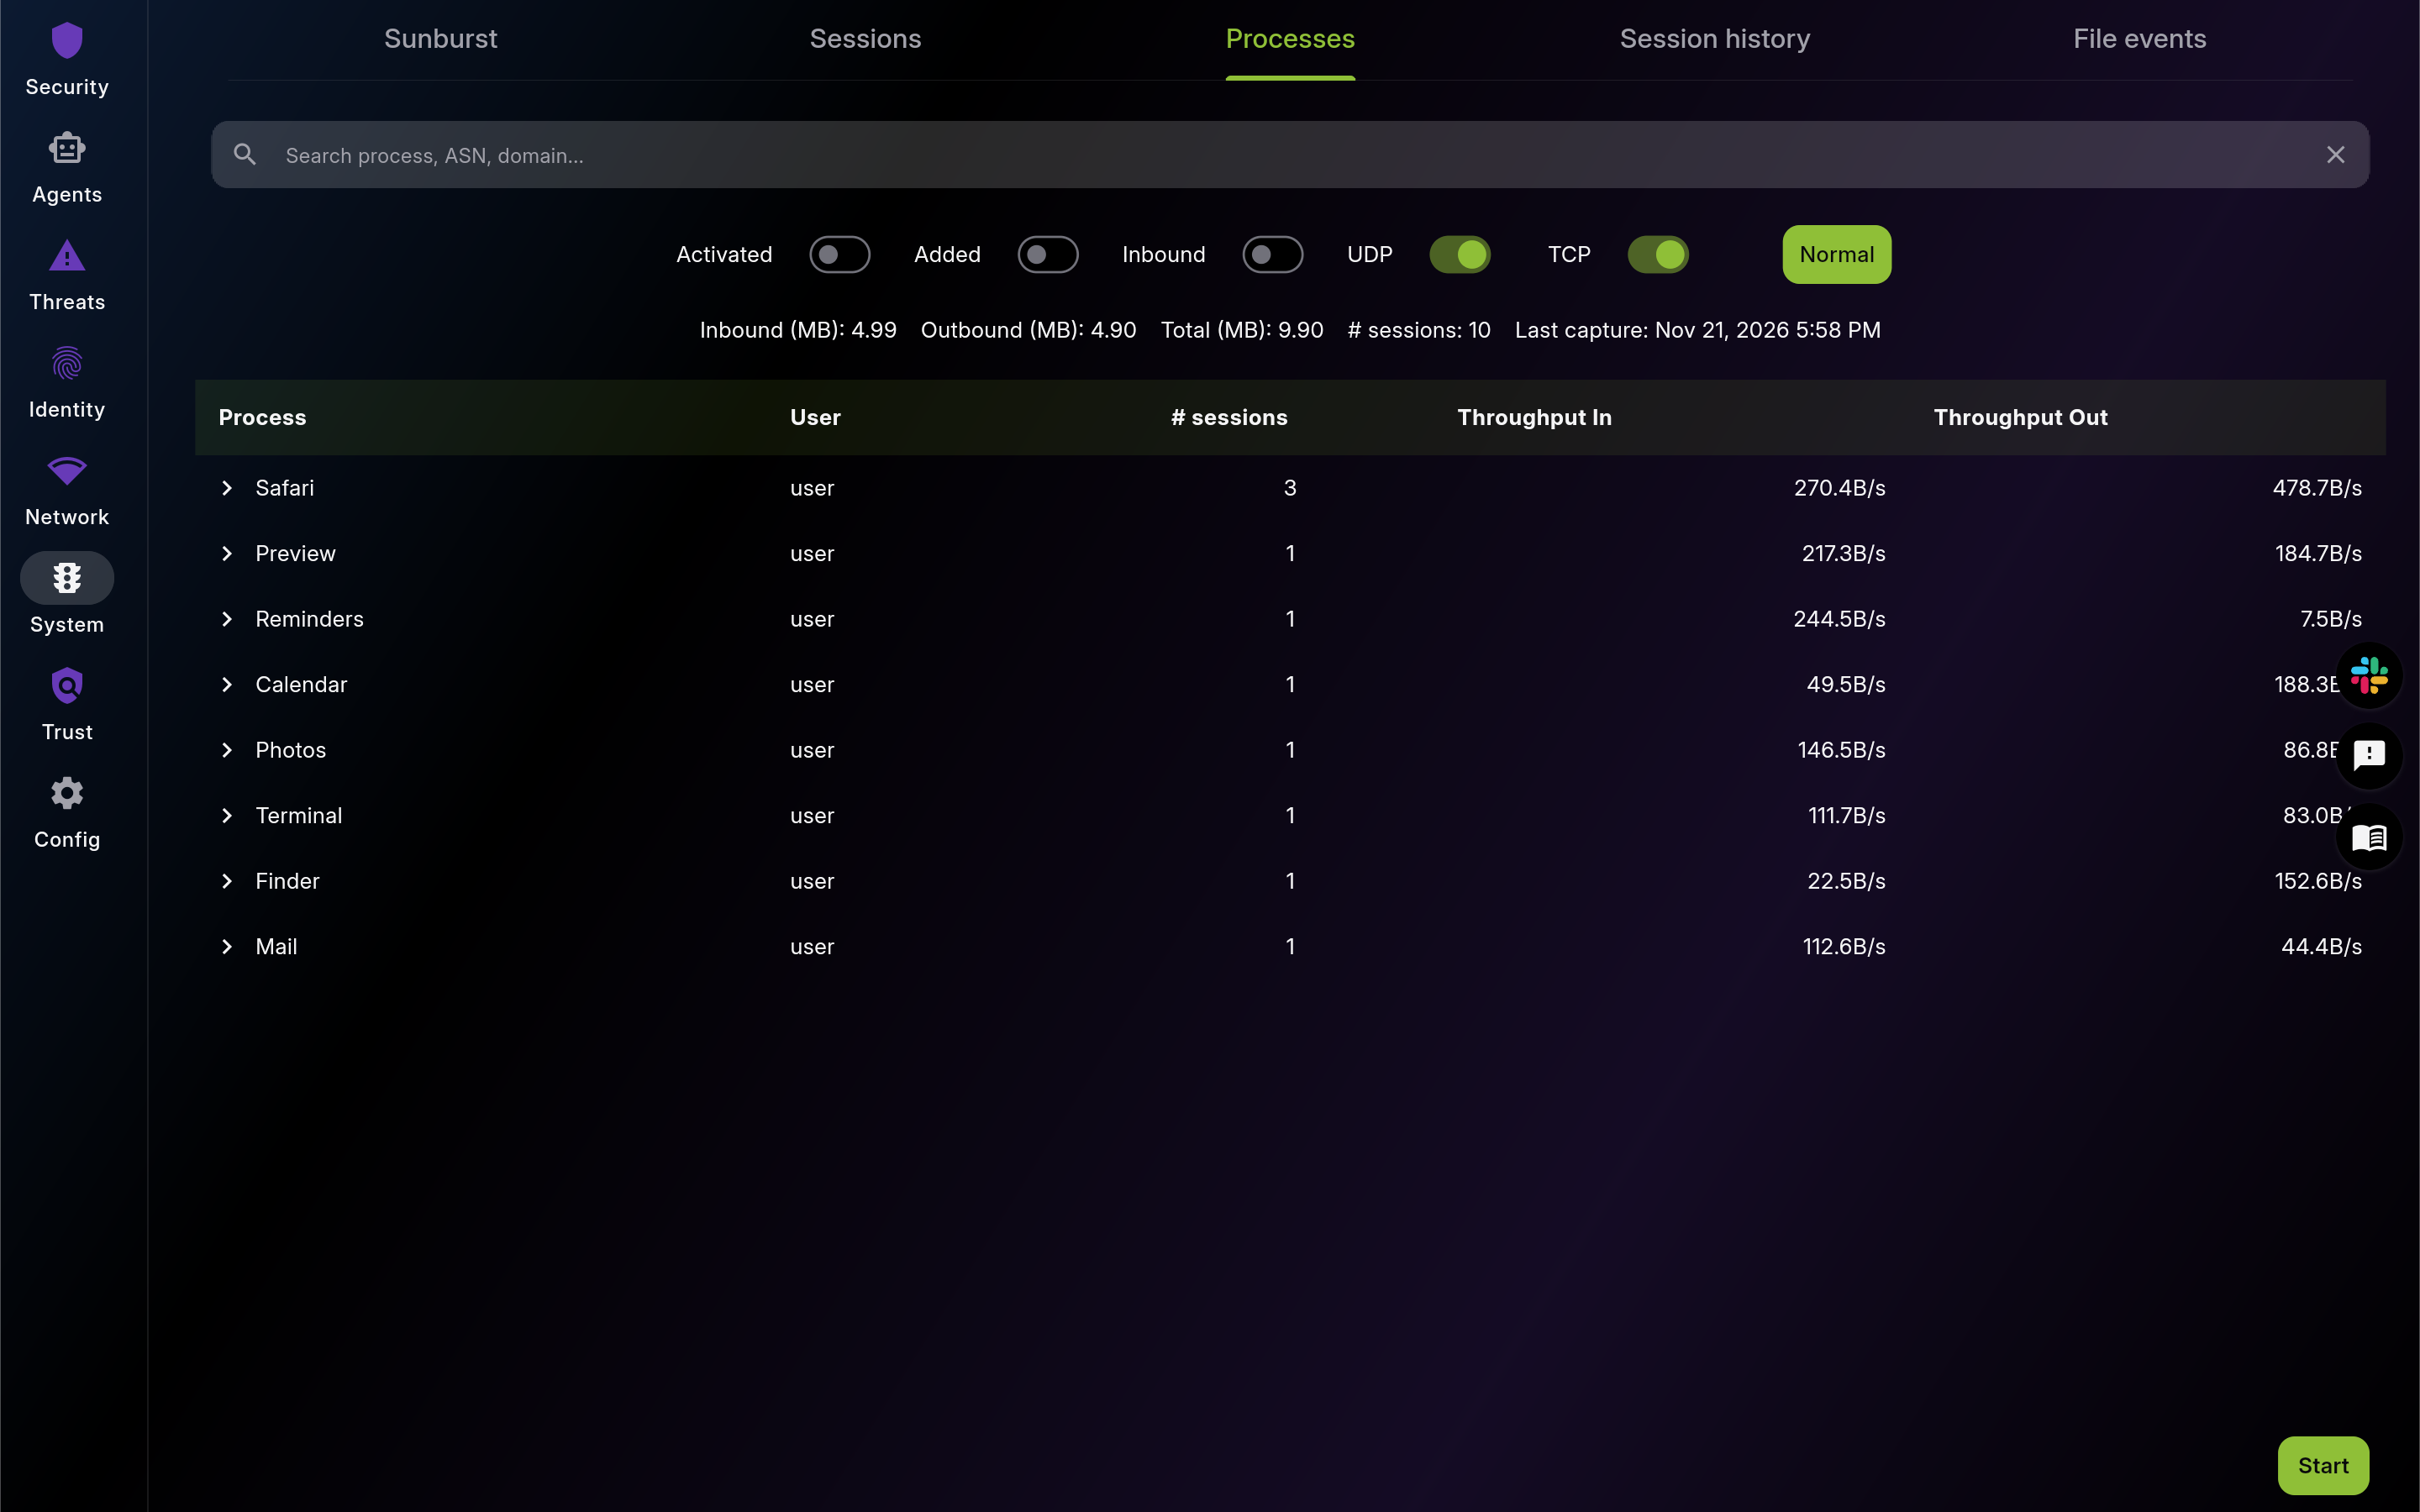 Sunburst Sessions Processes Session history File events
Security
Agents
Threats
Identity
Network
System
Trust
Config
Search process, ASN, domain...
Activated Added Inbound UDP TCP Normal
Inbound (MB): 4.99 Outbound (MB): 4.90 Total (MB): 9.90 # sessions: 10 Last capture: Nov 21, 2026 5:58 PM
Process User # sessions Throughput In Throughput Out
Safari user 3 270.4B/s 478.7B/s
Preview user 1 217.3B/s 184.7B/s
Reminders user 1 244.5B/s 7.5B/s
Calendar user 1 49.5B/s
Photos user 1 146.5B/s
Terminal user 1 111.7B/s
Finder user 1 22.5B/s 152.6B/s
Mail user 1 112.6B/s 44.4B/s
Start